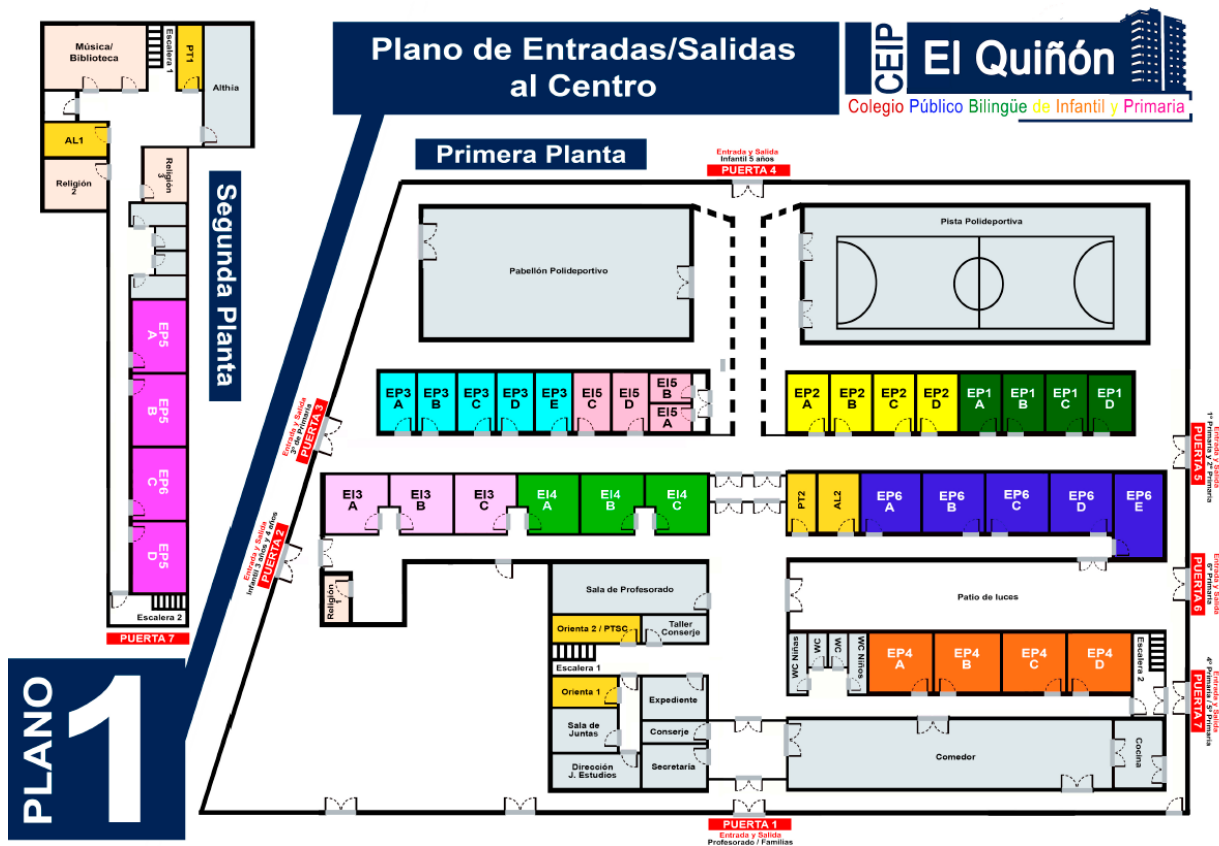 Plano de Entradas/Salidas
al Centro
CEIP
El Quiñón
Colegio Público Bilingüe de Infantil y Primaria
Primera Planta
Segunda Planta
PLANO
1
Música/
Biblioteca
Escalera 1
PT1
Althia
AL1
Religión
2
Religión
3
EP5
A
EP5
B
EP6
C
EP5
D
Escalera 2
PUERTA 7
Entrada y Salida
Infantil 5 años
PUERTA 4
Pabellón Polideportivo
Pista Polideportiva
EP3
A
EP3
B
EP3
C
EP3
D
EP3
E
EI5
C
EI5
D
EI5
B
EI5
A
EP2
A
EP2
B
EP2
C
EP2
D
EP1
A
EP1
B
EP1
C
EP1
D
Entrada y Salida
3º de Primaria
PUERTA 3
Entrada y Salida
1º Primaria y 2º Primaria
PUERTA 5
EI3
A
EI3
B
EI3
C
EI4
A
EI4
B
EI4
C
PT2
AL2
EP6
A
EP6
B
EP6
C
EP6
D
EP6
E
Entrada y Salida
Infantil 3 años y 4 años
PUERTA 2
Religión
1
Sala de Profesorado
Orienta 2 / PTSC
Taller
Conserje
Escalera 1
Orienta 1
Expediente
Sala de
Juntas
Conserje
Dirección
J. Estudios
Secretaria
Patio de luces
Entrada y Salida
6º Primaria
PUERTA 6
WC Niñas
WC
WC
WC Niños
EP4
A
EP4
B
EP4
C
EP4
D
Escalera 2
Entrada y Salida
4º Primaria / 5º Primaria
PUERTA 7
Comedor
Cocina
PUERTA 1
Entrada y Salida
Profesorado / Familias